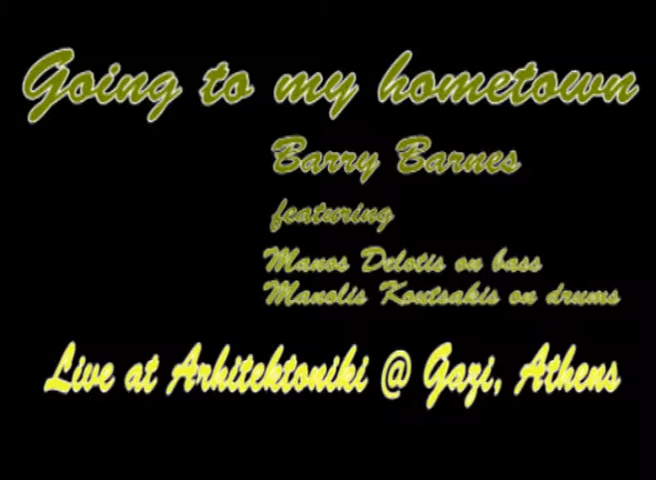 Going to my hometown
Barry Barnes
featuring
Manos Delotis on bass
Manolis Koutsakis on drums
Live at Arhitektoniki @ Gazi, Athens